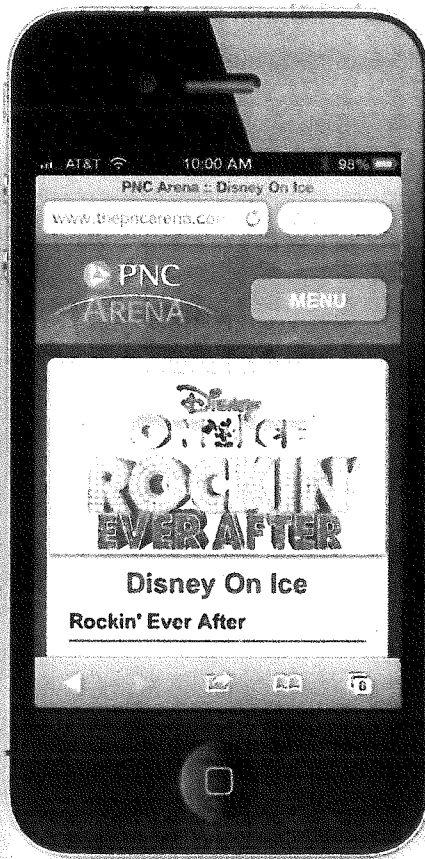 AT&T 10:00 AM 98%
PNC Arena :: Disney On Ice
www.thepncarena.com
PNC
ARENA
MENU
Disney
ON ICE
ROCKIN'
EVER AFTER
Disney On Ice
Rockin' Ever After
8